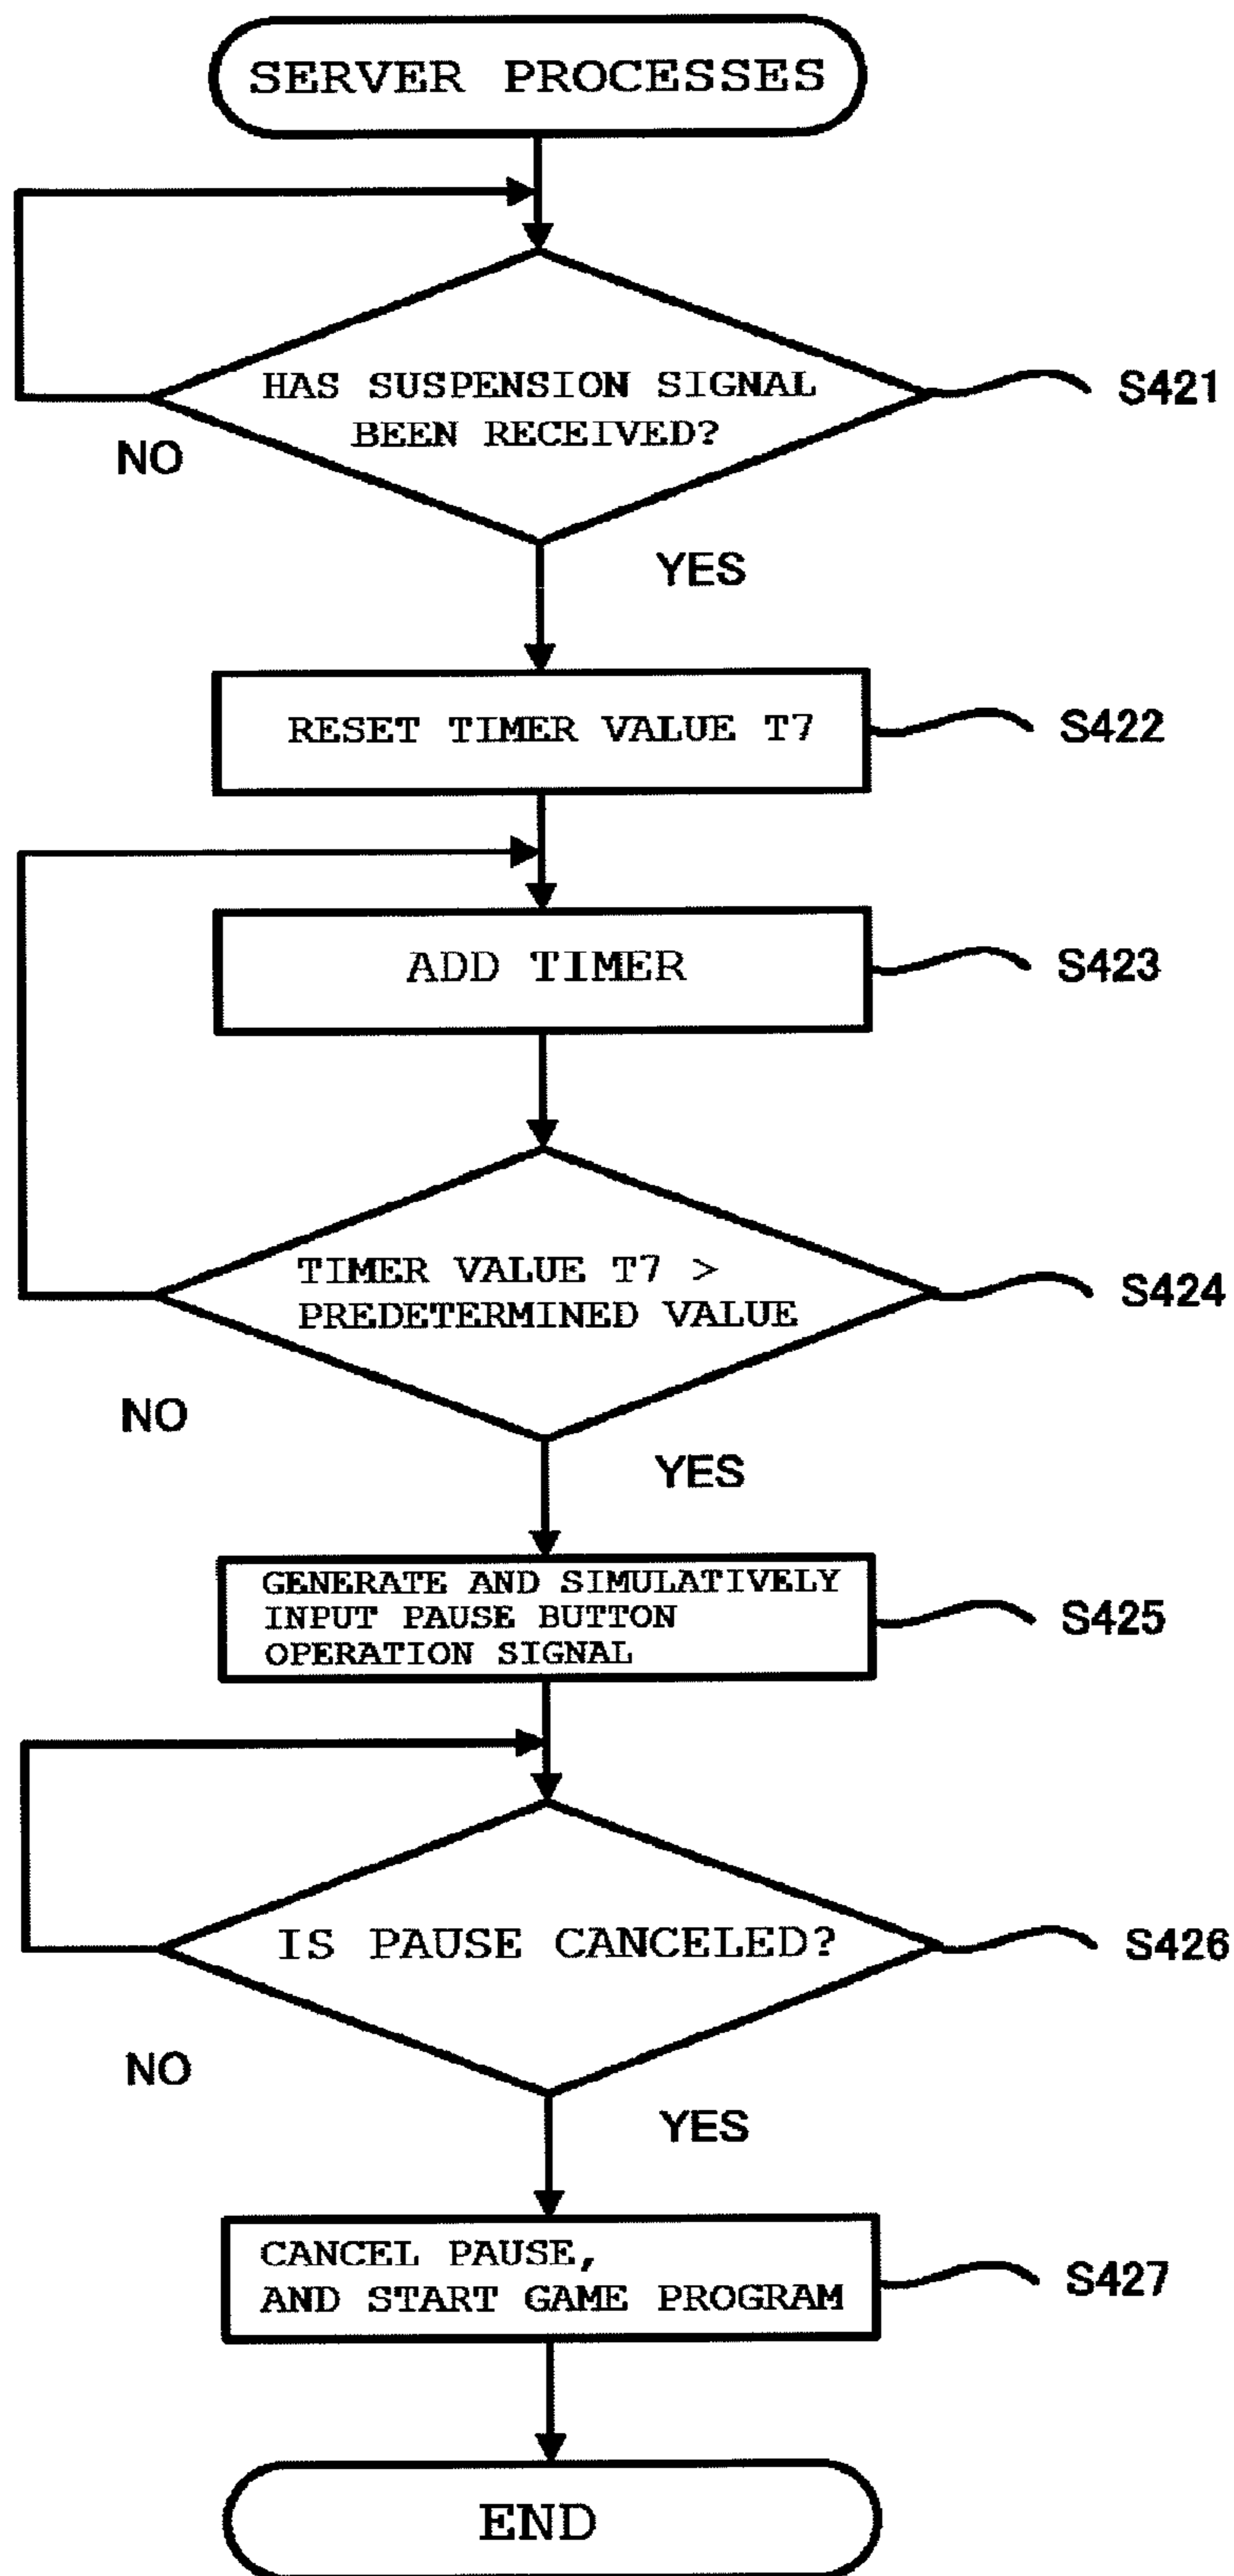 SERVER PROCESSES
HAS SUSPENSION SIGNAL
BEEN RECEIVED?
S421
NO
YES
RESET TIMER VALUE T7
S422
ADD TIMER
S423
TIMER VALUE T7 >
PREDETERMINED VALUE
S424
NO
YES
GENERATE AND SIMULATIVELY
INPUT PAUSE BUTTON
OPERATION SIGNAL
S425
IS PAUSE CANCELED?
S426
NO
YES
CANCEL PAUSE,
AND START GAME PROGRAM
S427
END